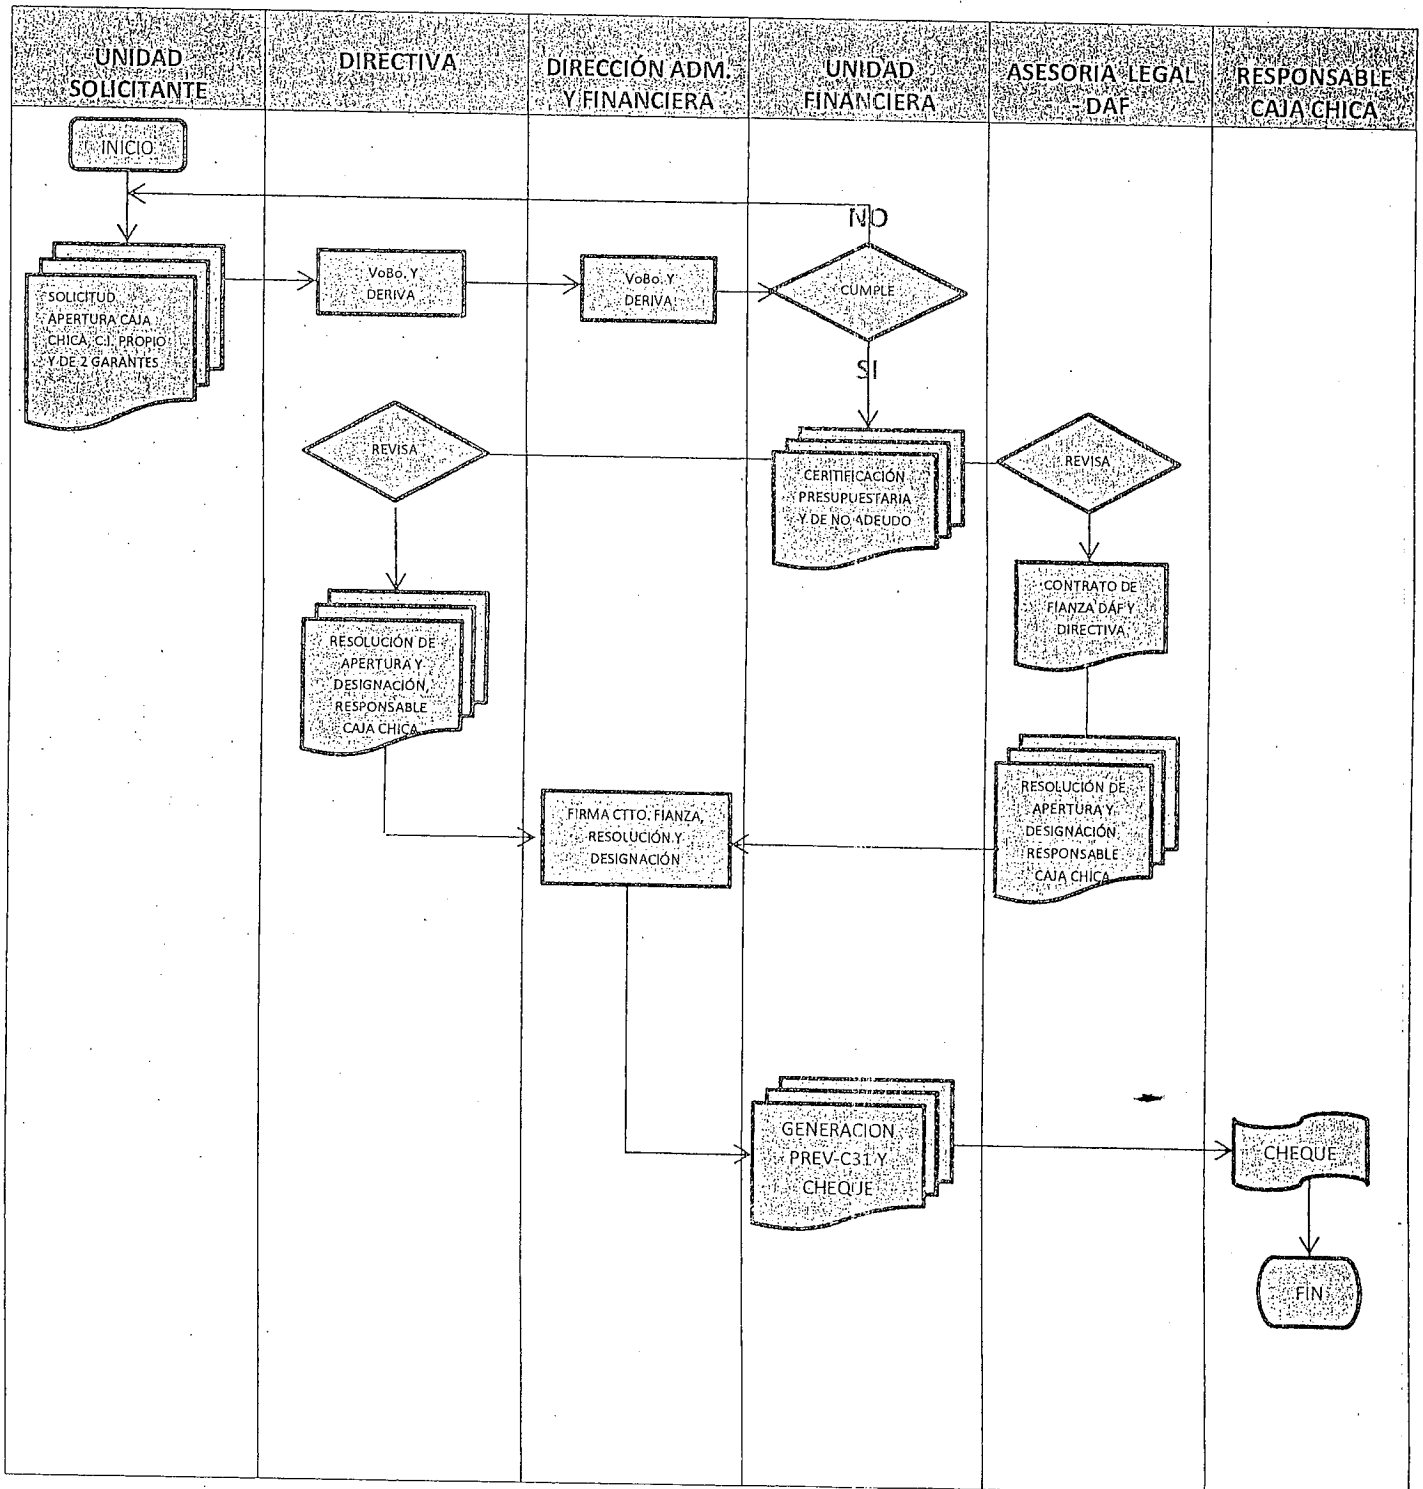 UNIDAD
SOLICITANTE
DIRECTIVA
DIRECCIÓN ADM.
Y FINANCIERA
UNIDAD
FINANCIERA
ASESORIA LEGAL
- DAF
RESPONSABLE
CAJA CHICA
INICIO
NO
SOLICITUD
APERTURA CAJA
CHICA, C.I. PROPIO
Y DE 2 GARANTES
VoBo. Y
DERIVA
VoBo. Y
DERIVA
CUMPLE
SI
REVISA
CERITIFICACIÓN
PRESUPUESTARIA
Y DE NO ADEUDO
REVISA
CONTRATO DE
FIANZA DAF Y
DIRECTIVA
RESOLUCIÓN DE
APERTURA Y
DESIGNACIÓN,
RESPONSABLE
CAJA CHICA
FIRMA CTTO. FIANZA,
RESOLUCIÓN Y
DESIGNACIÓN
RESOLUCIÓN DE
APERTURA Y
DESIGNACIÓN
RESPONSABLE
CAJA CHICA
GENERACION
PREV-C31 Y
CHEQUE
CHEQUE
FIN